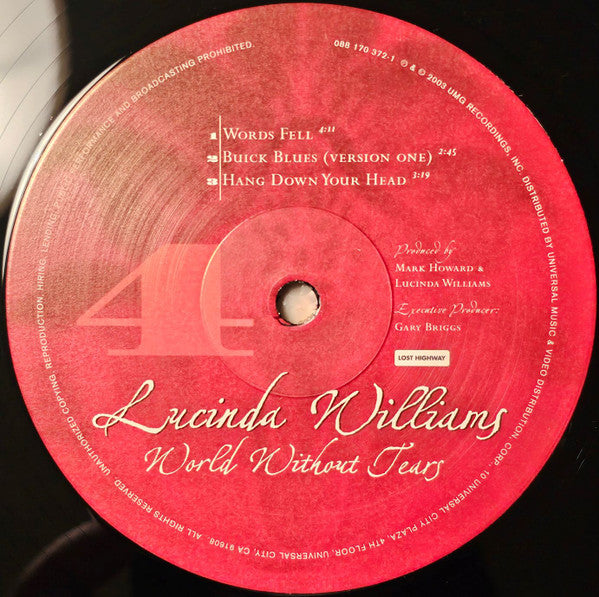 088 170 372-1 ℗ & © 2003 UMG RECORDINGS, INC. DISTRIBUTED BY UNIVERSAL MUSIC & VIDEO DISTRIBUTION, CORP. 10 UNIVERSAL CITY PLAZA, 4TH FLOOR, UNIVERSAL CITY, CA 91608 ALL RIGHTS RESERVED. UNAUTHORIZED COPYING, REPRODUCTION, HIRING, LENDING, PUBLIC PERFORMANCE AND BROADCASTING PROHIBITED.
1 WORDS FELL 4:11
2 BUICK BLUES (VERSION ONE) 2:45
3 HANG DOWN YOUR HEAD 3:19
4
Produced by
MARK HOWARD &
LUCINDA WILLIAMS
Executive Producer:
GARY BRIGGS
LOST HIGHWAY
Lucinda Williams
World Without Tears